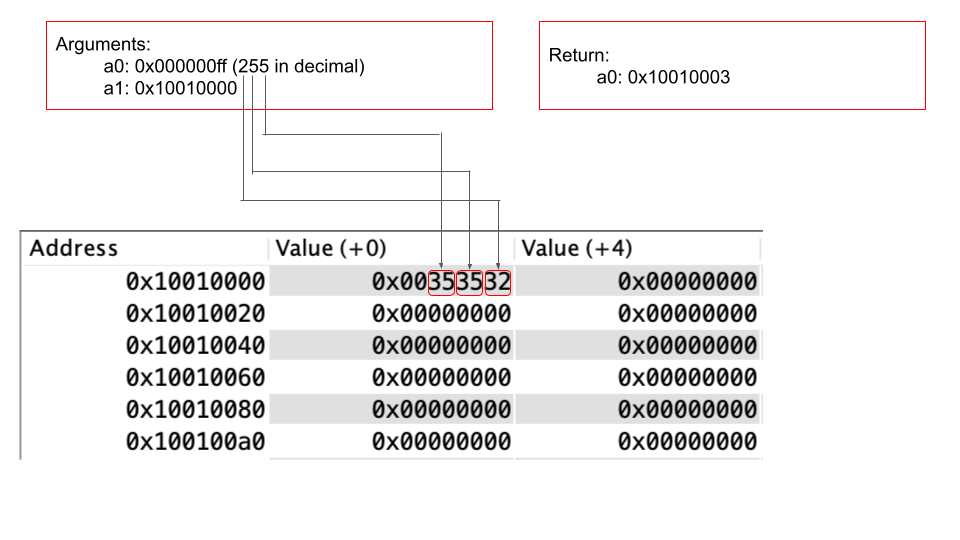 Arguments:
a0: 0x000000ff (255 in decimal)
a1: 0x10010000
Return:
a0: 0x10010003
Address Value (+0) Value (+4)
0x10010000 0x00353532 0x00000000
0x10010020 0x00000000 0x00000000
0x10010040 0x00000000 0x00000000
0x10010060 0x00000000 0x00000000
0x10010080 0x00000000 0x00000000
0x100100a0 0x00000000 0x00000000